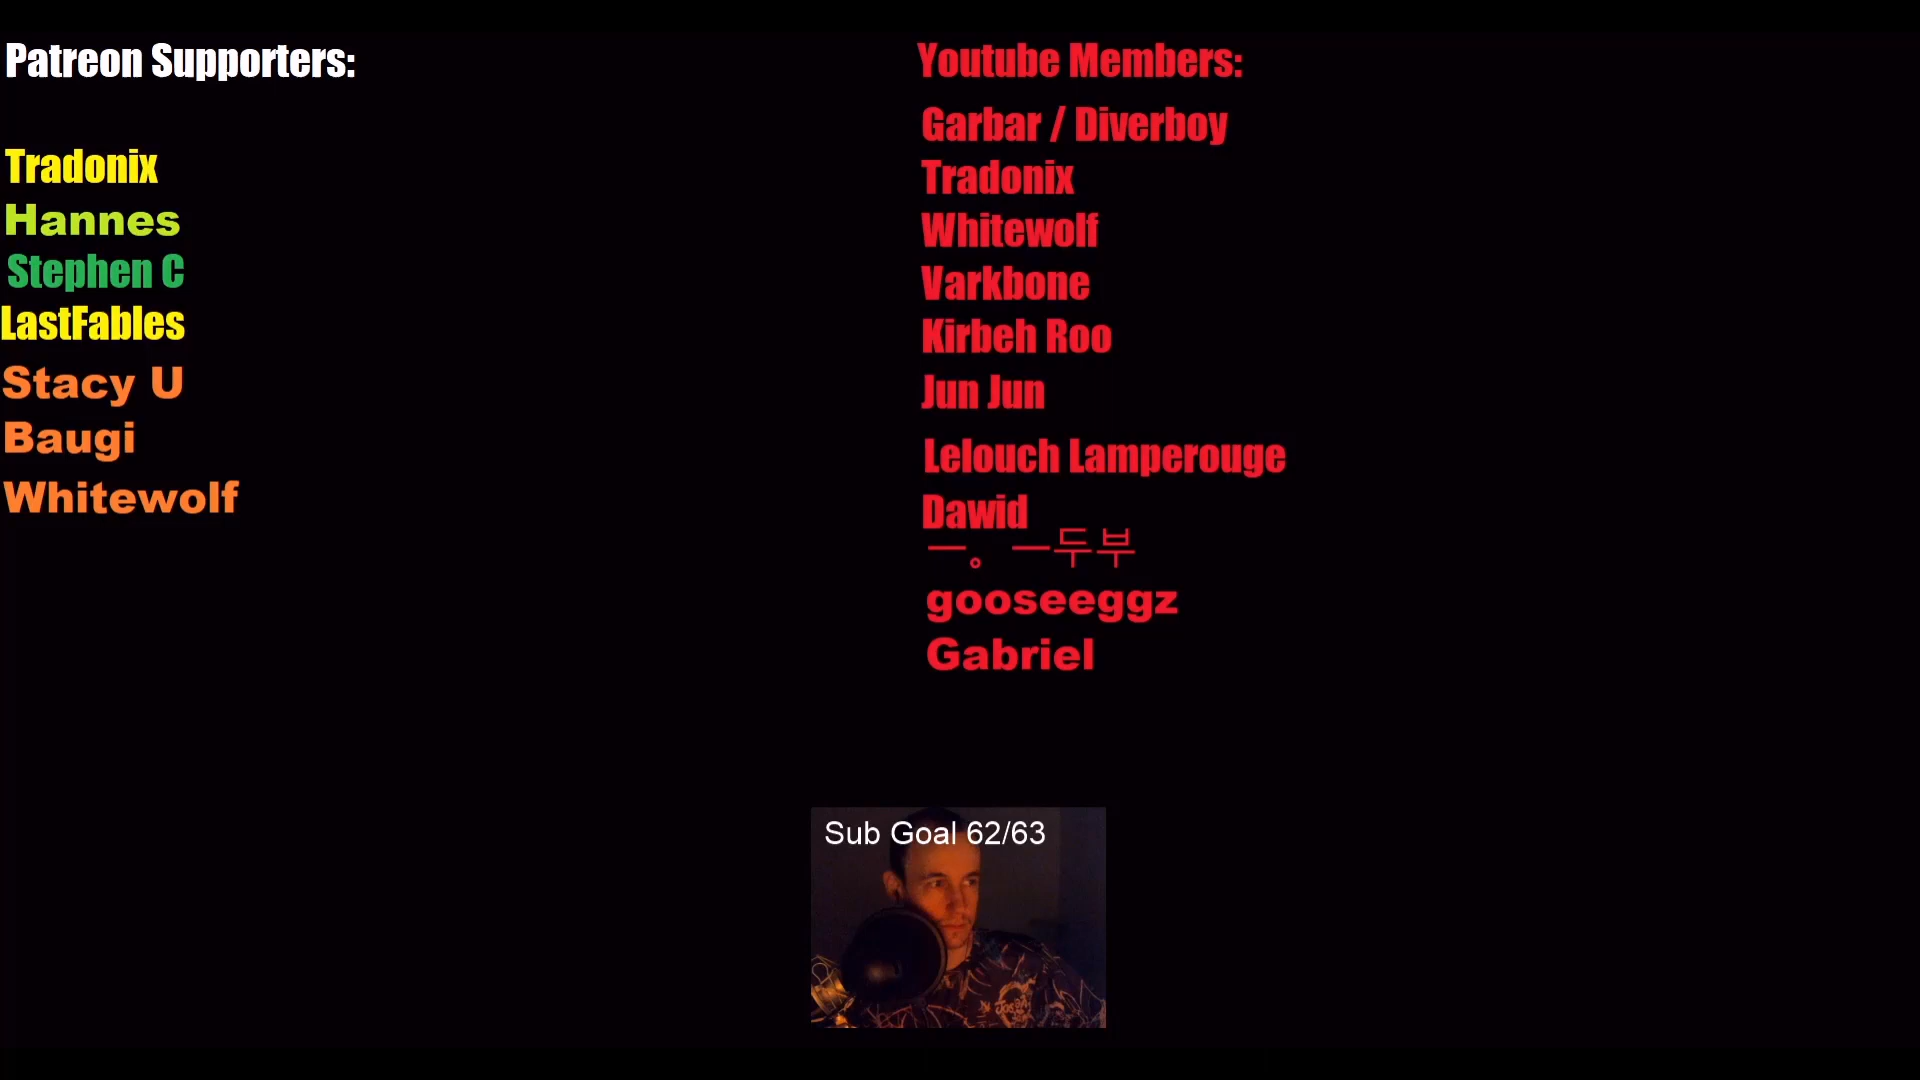 Patreon Supporters:
Tradonix
Hannes
Stephen C
LastFables
Stacy U
Baugi
Whitewolf
Youtube Members:
Garbar / Diverboy
Tradonix
Whitewolf
Varkbone
Kirbeh Roo
Jun Jun
Lelouch Lamperouge
Dawid
ㅡ。ㅡ두부
gooseeggz
Gabriel
Sub Goal 62/63